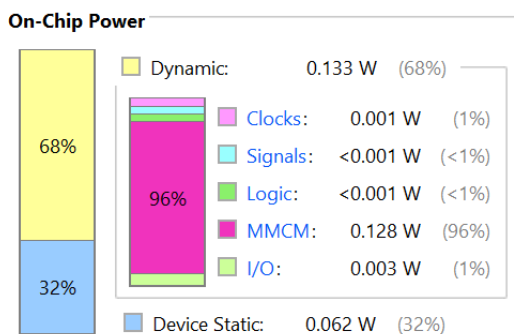 On-Chip Power
68%
32%
Dynamic: 0.133 W (68%)
96%
Clocks: 0.001 W (1%)
Signals: <0.001 W (<1%)
Logic: <0.001 W (<1%)
MMCM: 0.128 W (96%)
I/O: 0.003 W (1%)
Device Static: 0.062 W (32%)